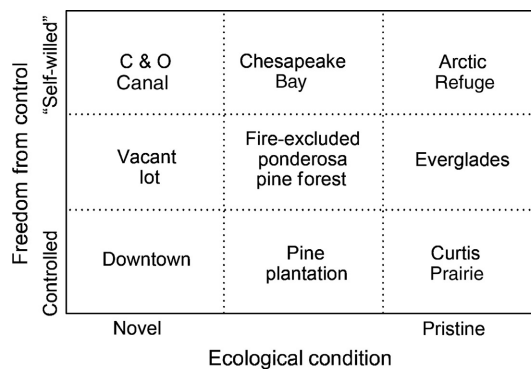 Freedom from control
"Self-willed"
Controlled
C & O
Canal
Chesapeake
Bay
Arctic
Refuge
Vacant
lot
Fire-excluded
ponderosa
pine forest
Everglades
Downtown
Pine
plantation
Curtis
Prairie
Novel
Pristine
Ecological condition